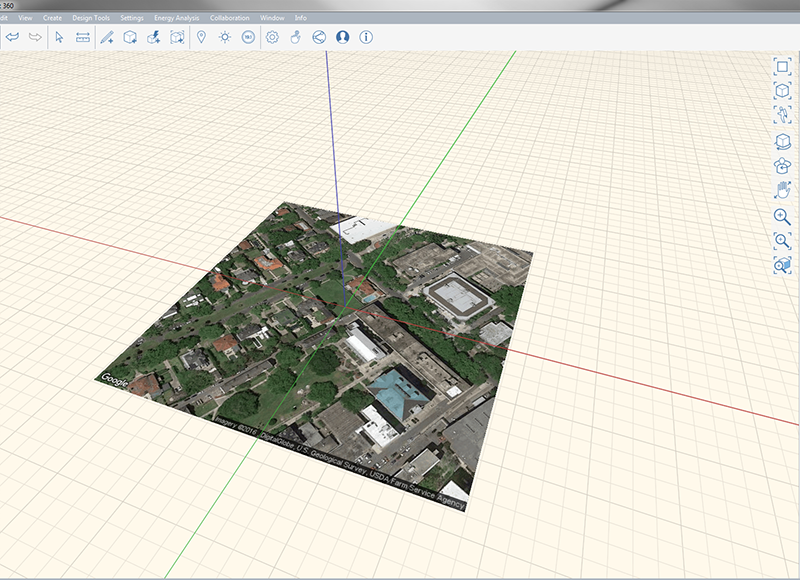 360
dit View Create Design Tools Settings Energy Analysis Collaboration Window Info
Google
Imagery ©2016 , DigitalGlobe, U.S. Geological Survey, USDA Farm Service Agency